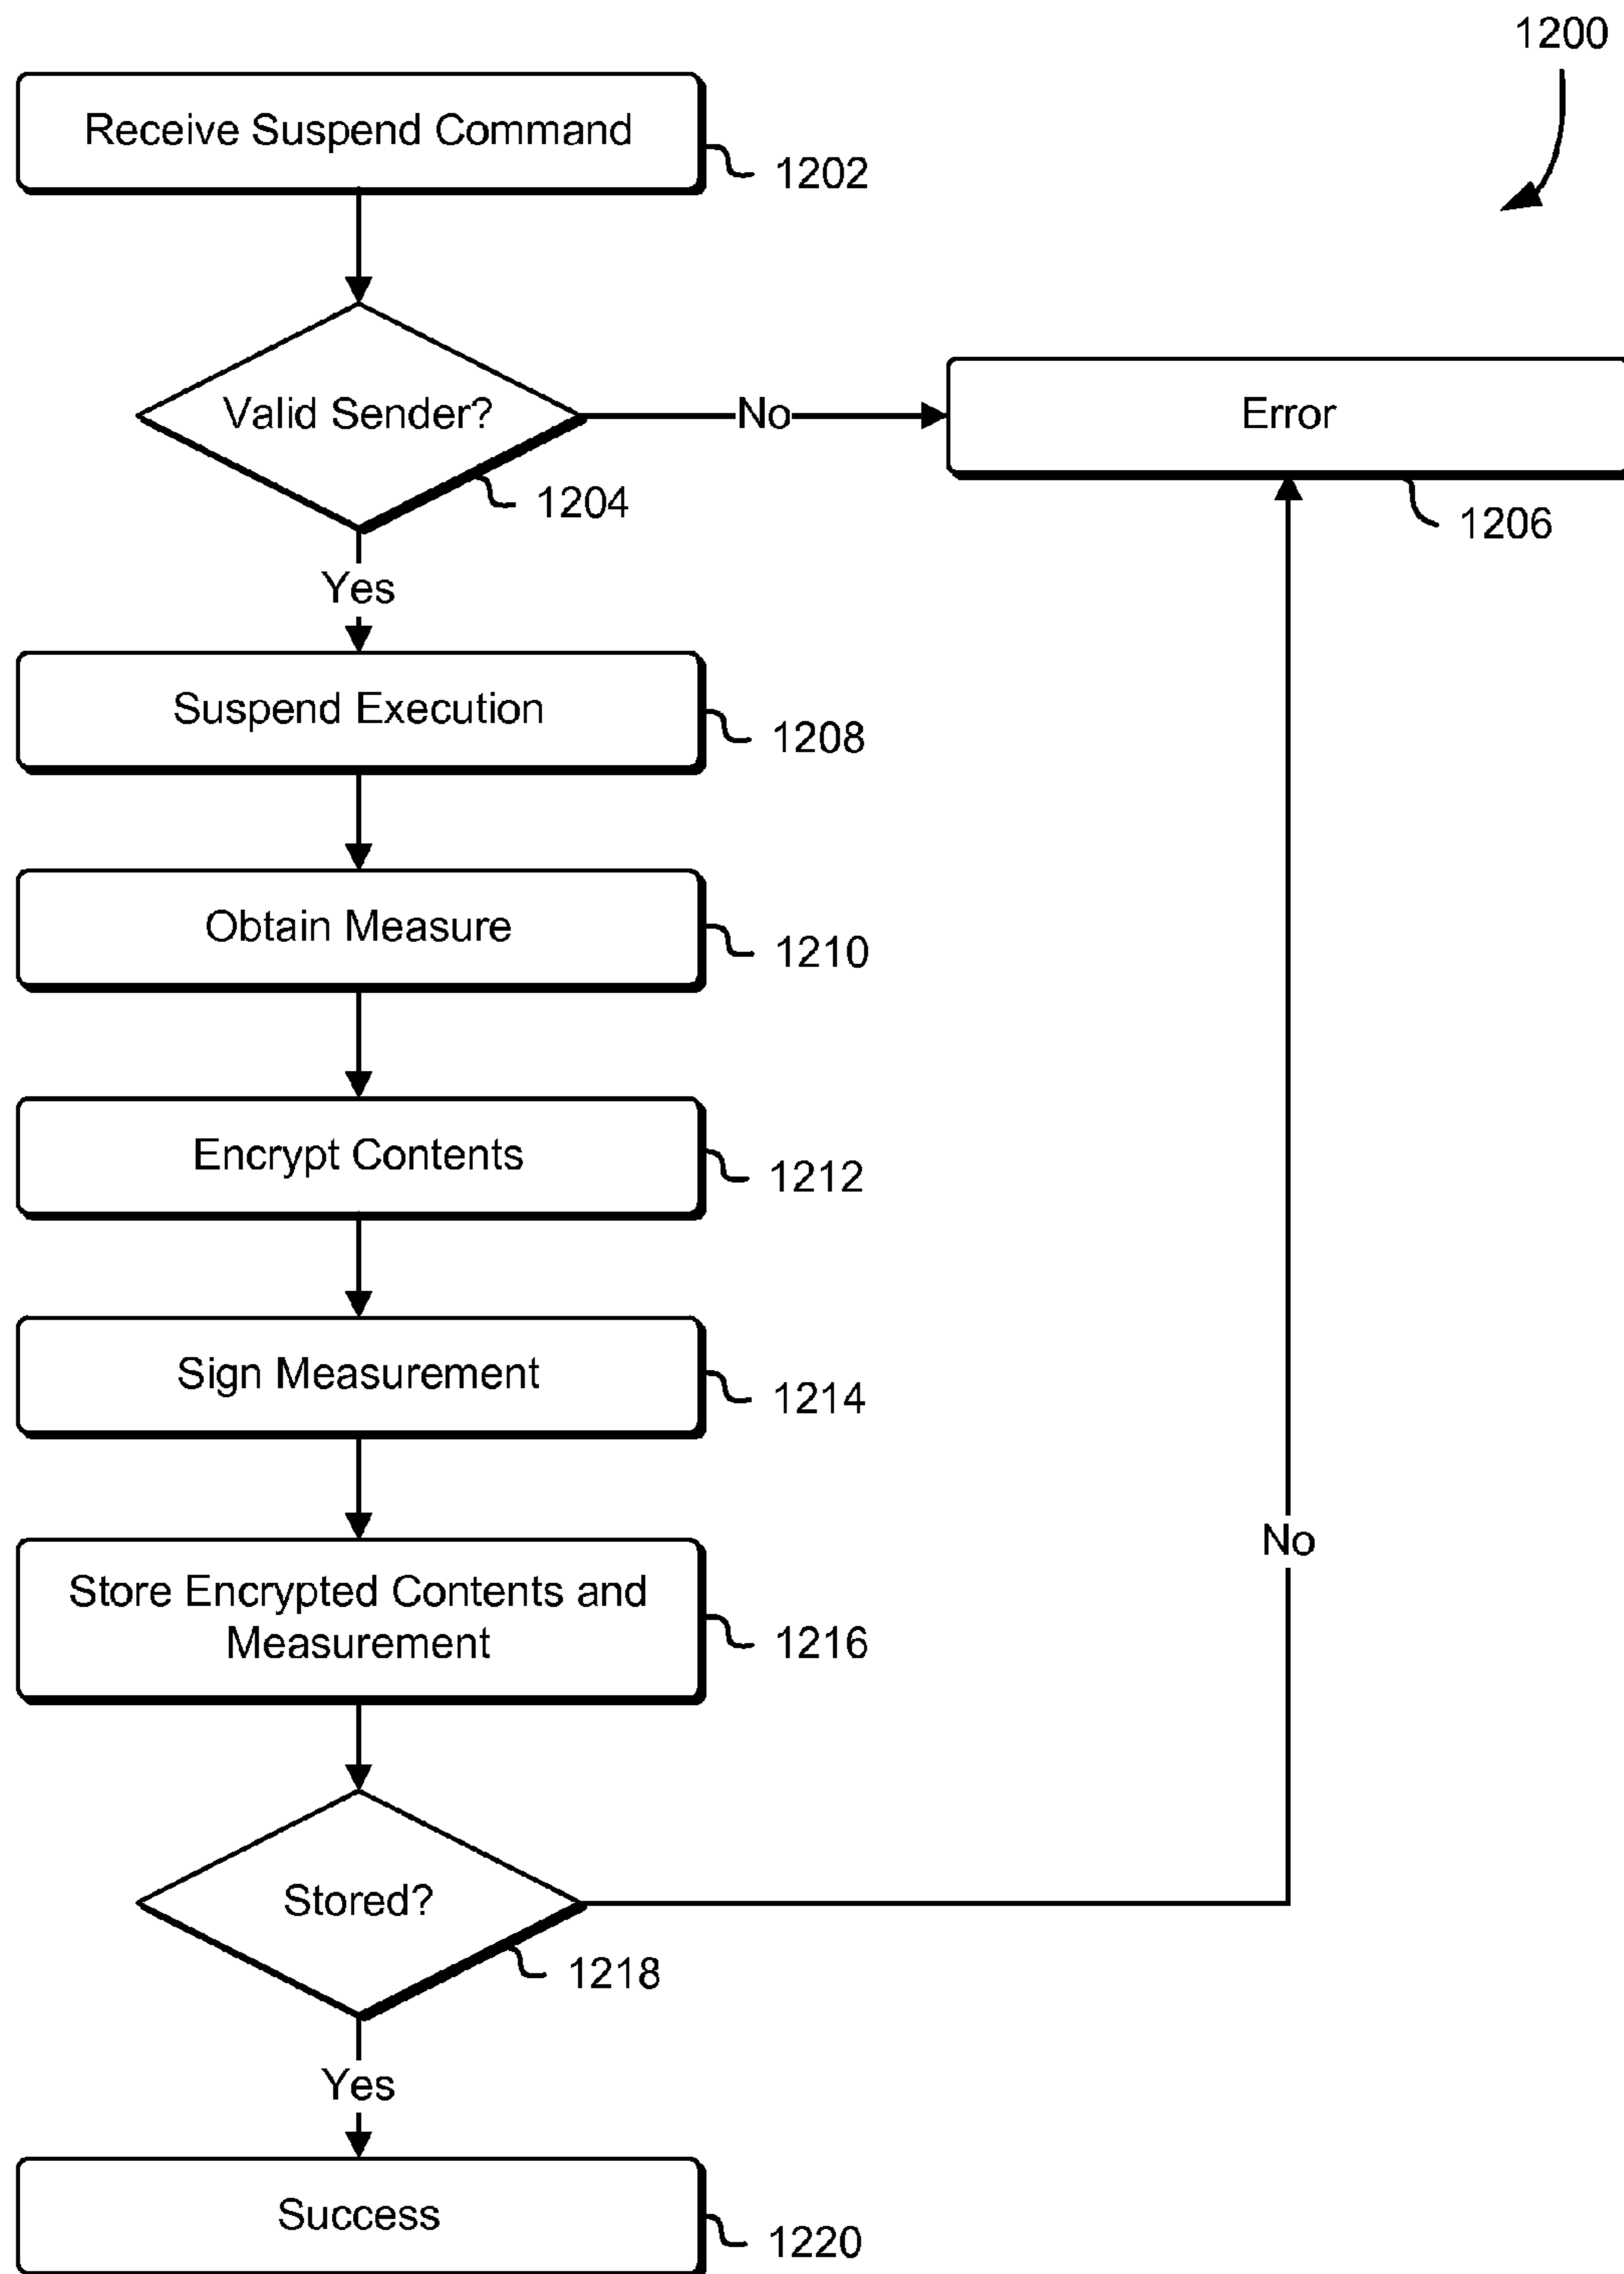 1200
Receive Suspend Command
1202
Valid Sender?
No
Error
1204
1206
Yes
Suspend Execution
1208
Obtain Measure
1210
Encrypt Contents
1212
Sign Measurement
1214
No
Store Encrypted Contents and
Measurement
1216
Stored?
1218
Yes
Success
1220